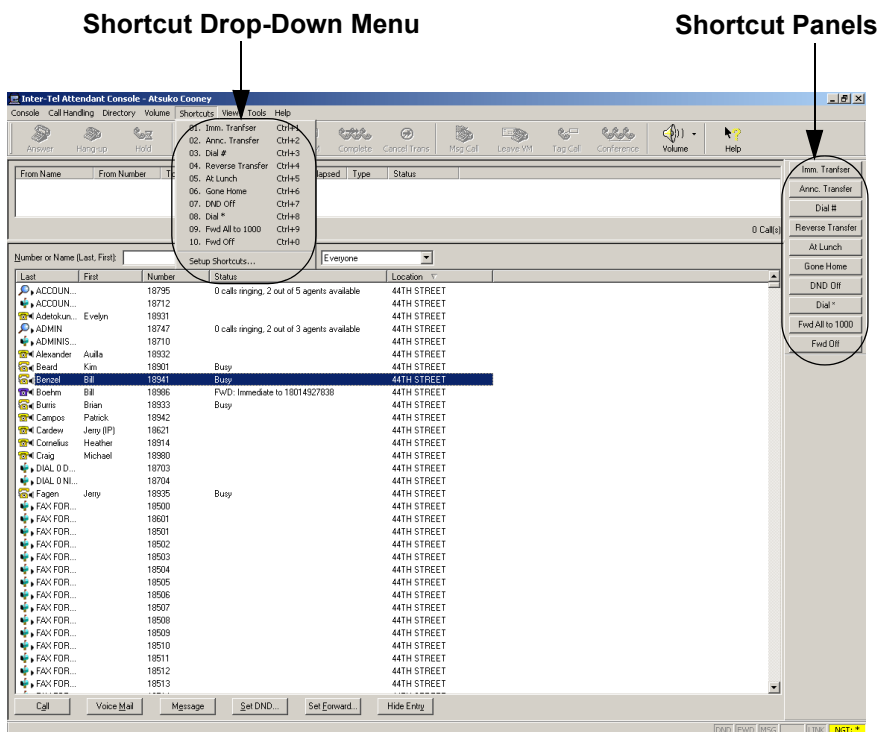 Shortcut Drop-Down Menu
Shortcut Panels
Inter-Tel Attendant Console - Atsuko Cooney
Console Call Handling Directory Volume Shortcuts View Tools Help
01. Imm. Tranfser Ctrl+1
02. Annc. Transfer Ctrl+2
03. Dial # Ctrl+3
04. Reverse Transfer Ctrl+4
05. At Lunch Ctrl+5
06. Gone Home Ctrl+6
07. DND Off Ctrl+7
08. Dial * Ctrl+8
09. Fwd All to 1000 Ctrl+9
10. Fwd Off Ctrl+0
Setup Shortcuts...
Answer Hang-up Hold Complete Cancel Trans Msg Call Leave VM Tag Call Conference Volume Help
From Name From Number Type Status
0 Call(s)
Imm. Tranfser
Annc. Transfer
Dial #
Reverse Transfer
At Lunch
Gone Home
DND Off
Dial *
Fwd All to 1000
Fwd Off
Number or Name (Last, First): Everyone
Last First Number Status Location
ACCOUN... 18795 0 calls ringing, 2 out of 5 agents available 44TH STREET
ACCOUN... 18712 44TH STREET
Adetokun... Evelyn 18931 44TH STREET
ADMIN 18747 0 calls ringing, 2 out of 3 agents available 44TH STREET
ADMINIS... 18710 44TH STREET
Alexander Auilla 18932 44TH STREET
Beard Kim 18901 Busy 44TH STREET
Benzel Bill 18941 Busy 44TH STREET
Boehm Bill 18986 FWD: Immediate to 18014927838 44TH STREET
Burris Brian 18933 Busy 44TH STREET
Campos Patrick 18942 44TH STREET
Cardew Jerry (IP) 18621 44TH STREET
Cornelius Heather 18914 44TH STREET
Craig Michael 18980 44TH STREET
DIAL 0 D... 18703 44TH STREET
DIAL 0 NI... 18704 44TH STREET
Fagen Jerry 18935 Busy 44TH STREET
FAX FOR... 18500 44TH STREET
FAX FOR... 18601 44TH STREET
FAX FOR... 18501 44TH STREET
FAX FOR... 18502 44TH STREET
FAX FOR... 18503 44TH STREET
FAX FOR... 18504 44TH STREET
FAX FOR... 18505 44TH STREET
FAX FOR... 18506 44TH STREET
FAX FOR... 18507 44TH STREET
FAX FOR... 18508 44TH STREET
FAX FOR... 18509 44TH STREET
FAX FOR... 18510 44TH STREET
FAX FOR... 18511 44TH STREET
FAX FOR... 18512 44TH STREET
FAX FOR... 18513 44TH STREET
Call Voice Mail Message Set DND... Set Forward... Hide Entry
DND FWD MSG LINK NGT: *